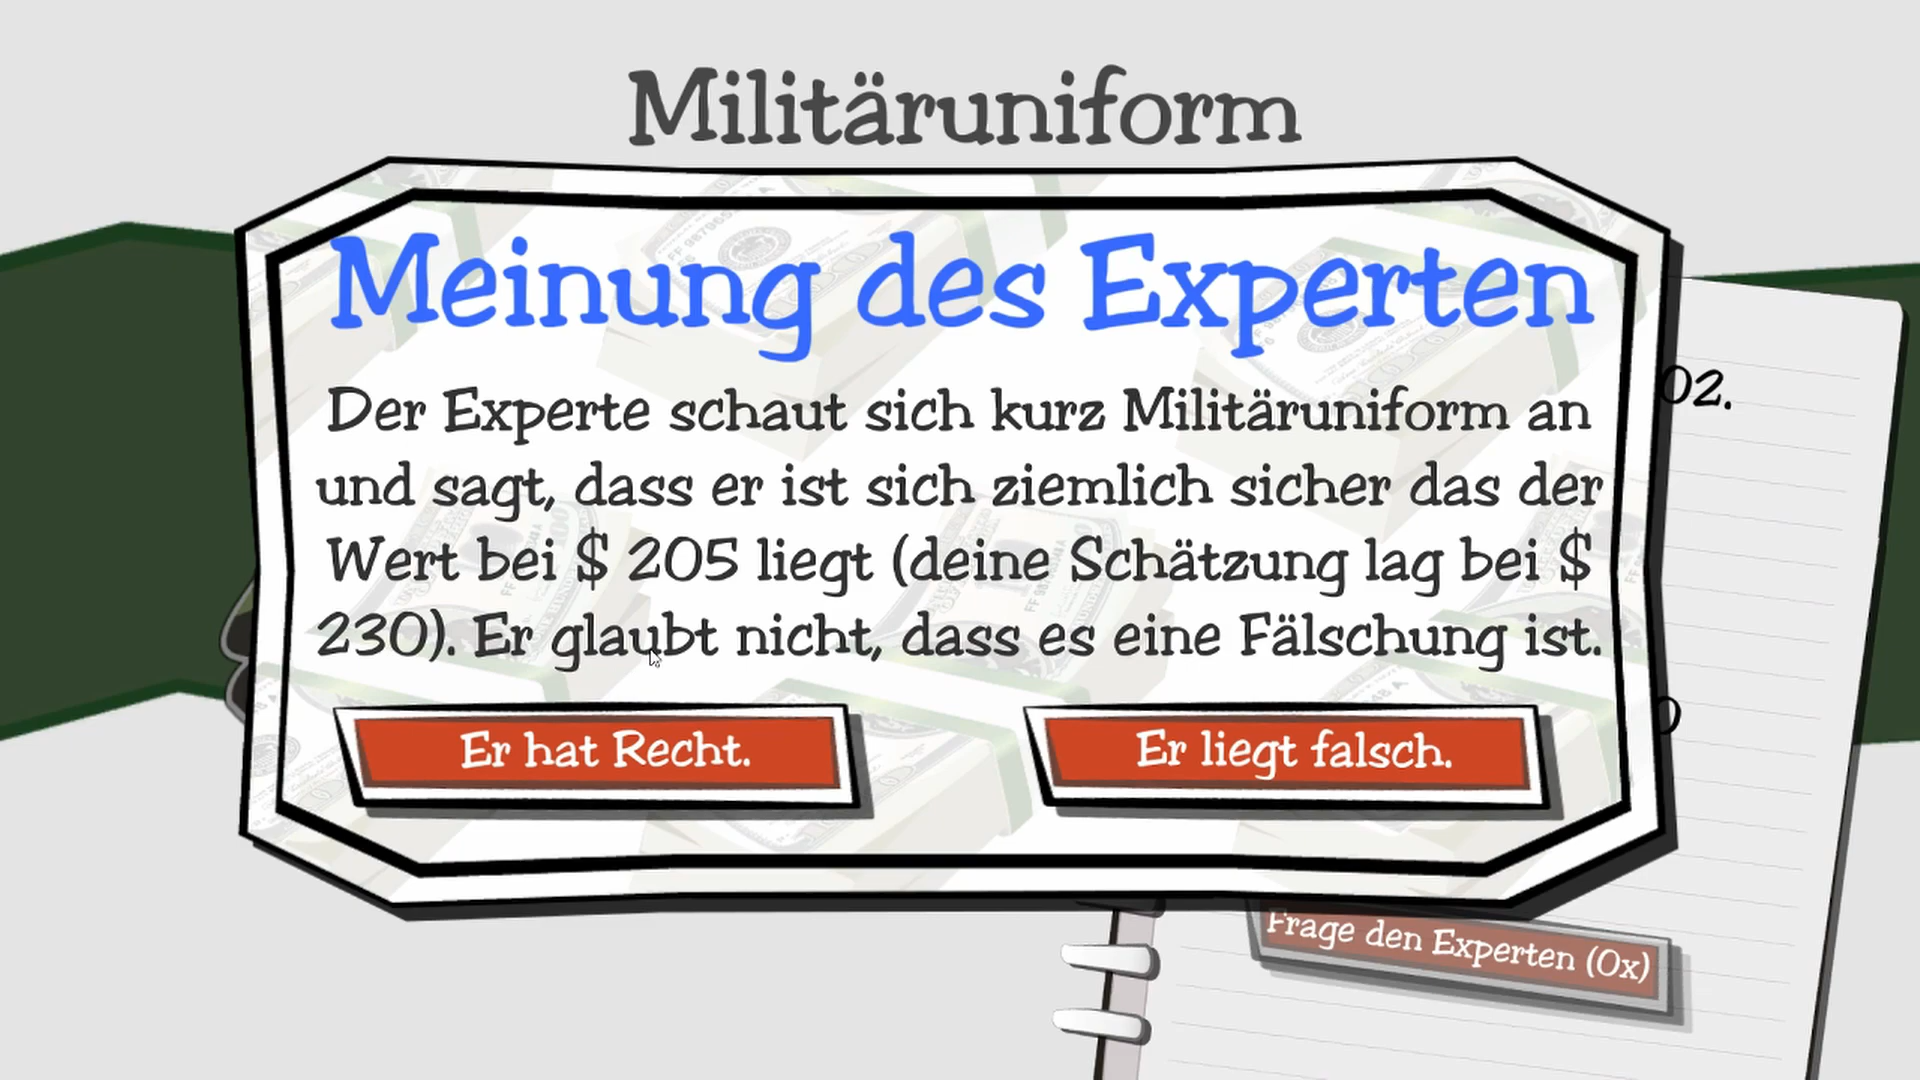 Militäruniform
Meinung des Experten
Der Experte schaut sich kurz Militäruniform an
und sagt, dass er ist sich ziemlich sicher das der
Wert bei $ 205 liegt (deine Schätzung lag bei $
230). Er glaubt nicht, dass es eine Fälschung ist.
Er hat Recht.
Er liegt falsch.
02.
Frage den Experten (0x)